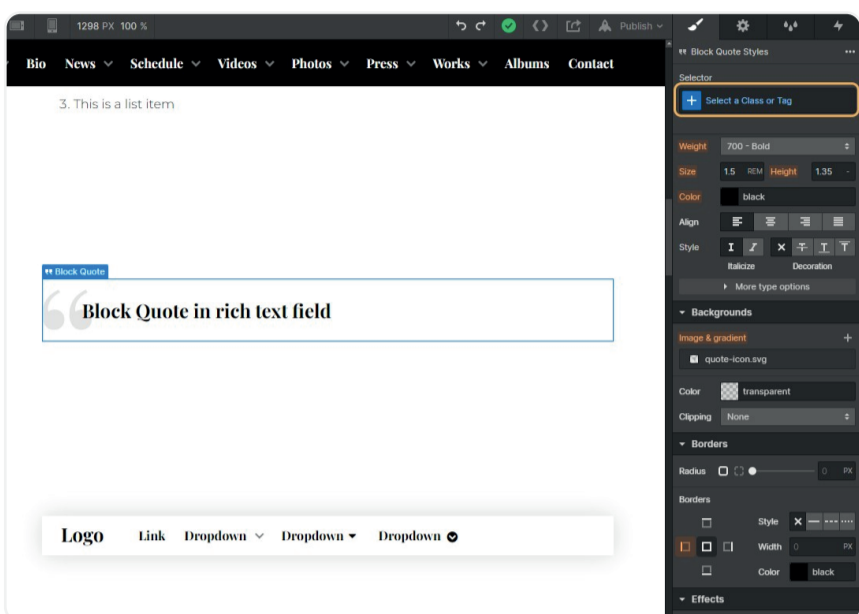 1298 PX 100 %
Publish
Bio News Schedule Videos Photos Press Works Albums Contact
3. This is a list item
Block Quote
Block Quote in rich text field
Logo Link Dropdown Dropdown Dropdown
Block Quote Styles
Selector
Select a Class or Tag
Weight 700 - Bold
Size 1.5 REM Height 1.35 -
Color black
Align
Style
Italicize Decoration
More type options
Backgrounds
Image & gradient
quote-icon.svg
Color transparent
Clipping None
Borders
Radius 0 PX
Borders
Style
Width 0 PX
Color black
Effects